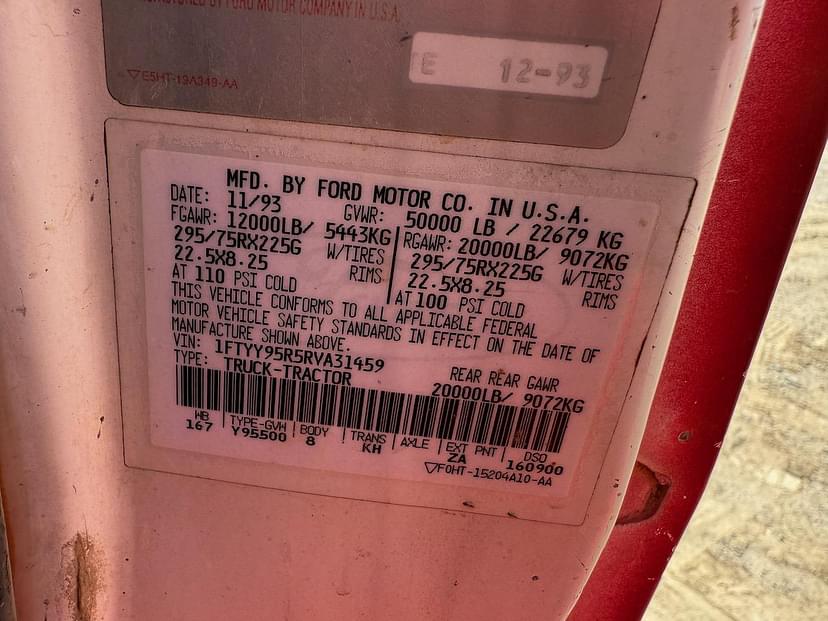 MANUFACTURED BY FORD MOTOR COMPANY IN U.S.A.
E 12-93
E5HT-19A349-AA
MFD. BY FORD MOTOR CO. IN U.S.A.
DATE: 11/93 GVWR: 50000 LB / 22679 KG
FGAWR: 12000LB/ 5443KG RGAWR: 20000LB/ 9072KG
295/75RX225G W/TIRES 295/75RX225G W/TIRES
22.5X8.25 RIMS 22.5X8.25 RIMS
AT 110 PSI COLD AT 100 PSI COLD
THIS VEHICLE CONFORMS TO ALL APPLICABLE FEDERAL
MOTOR VEHICLE SAFETY STANDARDS IN EFFECT ON THE DATE OF
MANUFACTURE SHOWN ABOVE.
VIN: 1FTYY95R5RVA31459 REAR REAR GAWR
TYPE: TRUCK-TRACTOR 20000LB/ 9072KG
WB TYPE-GVW BODY TRANS AXLE EXT PNT DSO
167 Y95500 8 KH ZA 160900
F0HT-15204A10-AA